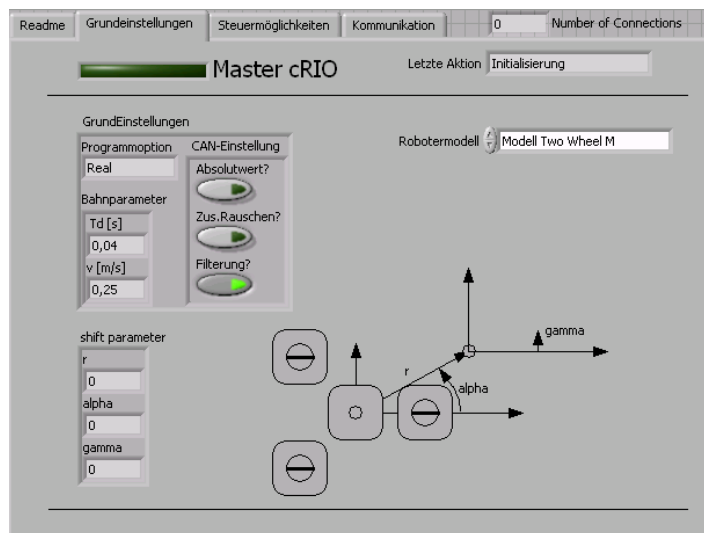 Readme Grundeinstellungen Steuermöglichkeiten Kommunikation 0 Number of Connections
Master cRIO Letzte Aktion Initialisierung
GrundEinstellungen
Robotermodell Modell Two Wheel M
Programmoption CAN-Einstellung
Real Absolutwert?
Bahnparameter
Td [s] Zus.Rauschen?
0,04
v [m/s] Filterung?
0,25
shift parameter
r
0
alpha
0
gamma
0
gamma
r
alpha